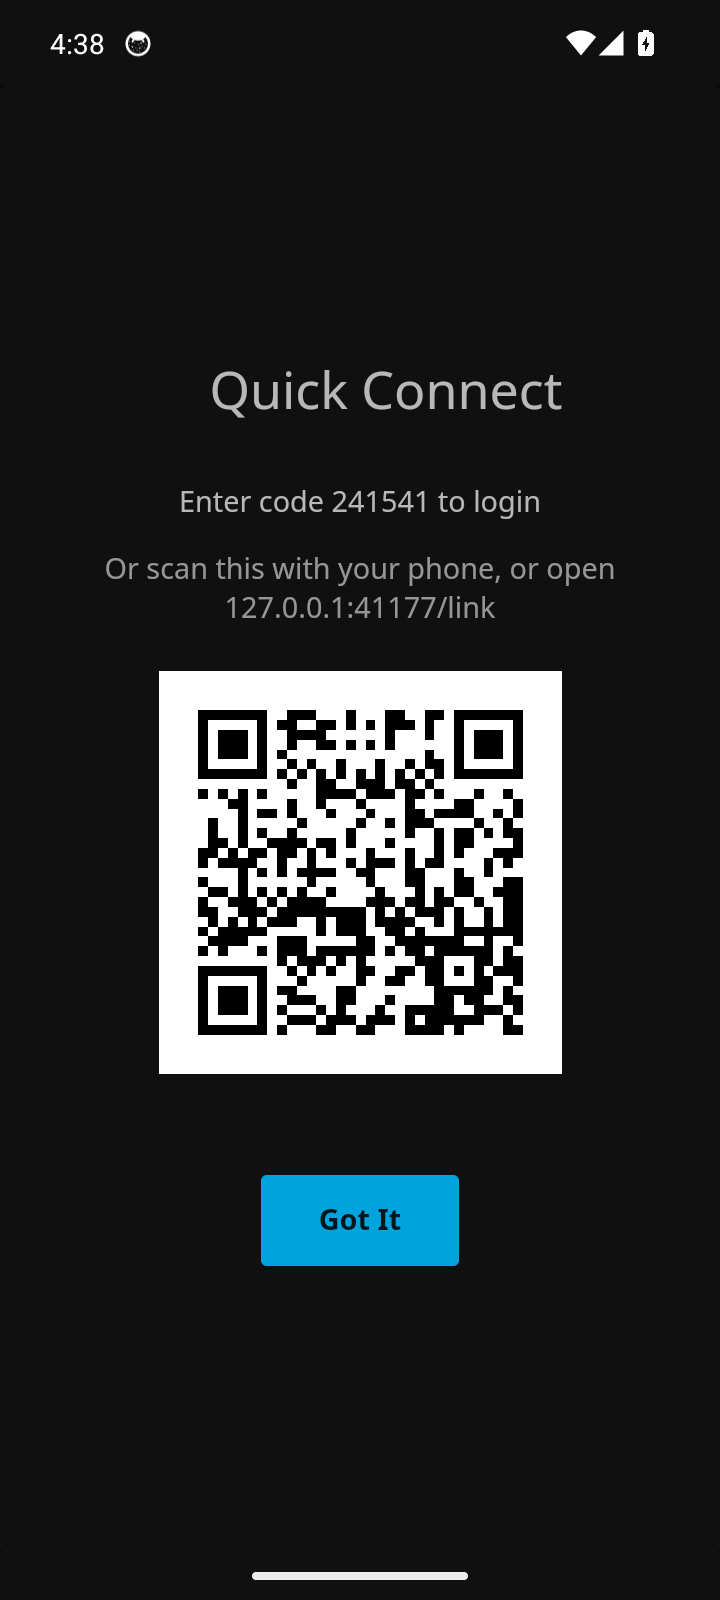 4:38
Quick Connect
Enter code 241541 to login
Or scan this with your phone, or open
127.0.0.1:41177/link
Got It